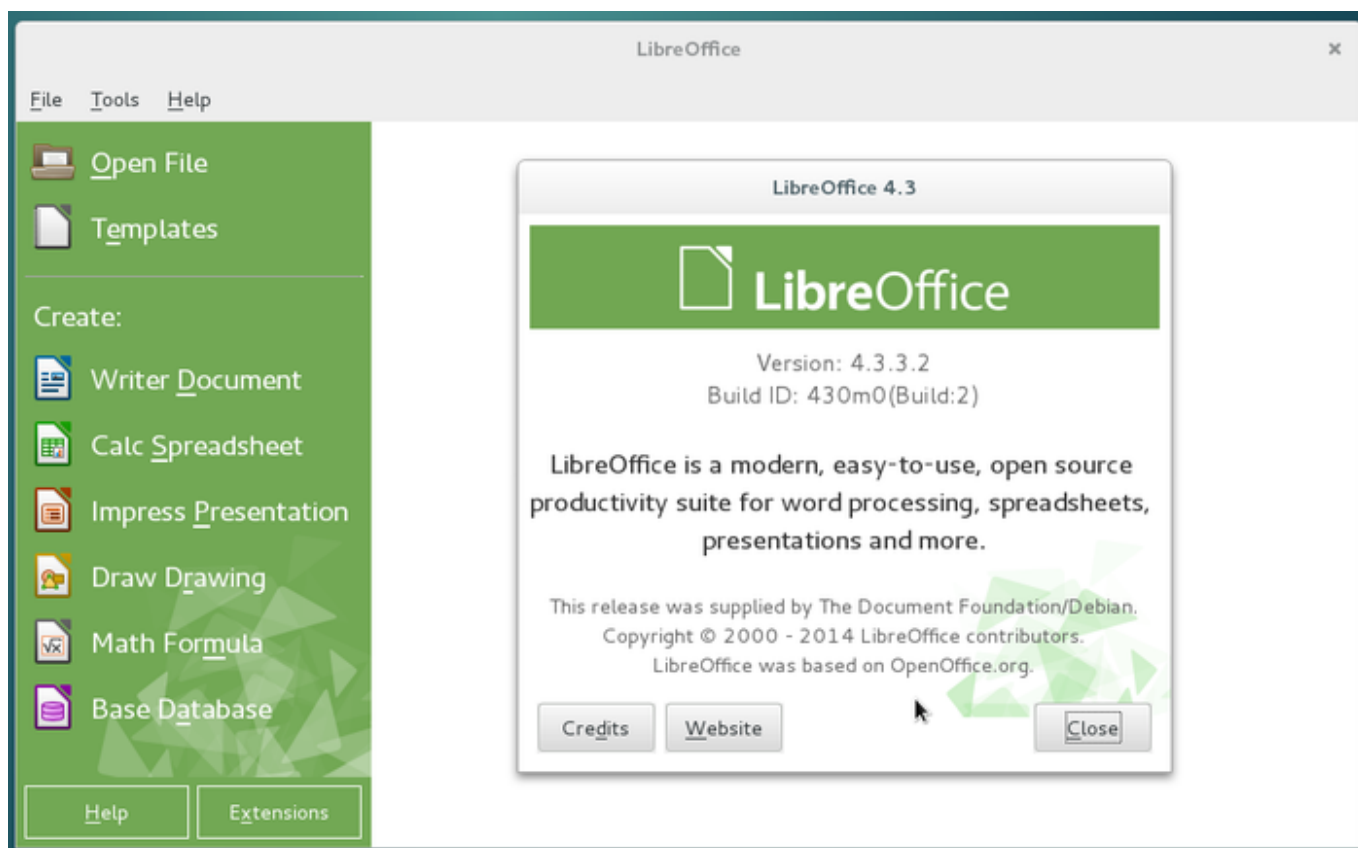 LibreOffice
File Tools Help
Open File
Templates
Create:
Writer Document
Calc Spreadsheet
Impress Presentation
Draw Drawing
Math Formula
Base Database
Help Extensions
LibreOffice 4.3
LibreOffice
Version: 4.3.3.2
Build ID: 430m0(Build:2)
LibreOffice is a modern, easy-to-use, open source
productivity suite for word processing, spreadsheets,
presentations and more.
This release was supplied by The Document Foundation/Debian.
Copyright © 2000 - 2014 LibreOffice contributors.
LibreOffice was based on OpenOffice.org.
Credits Website Close